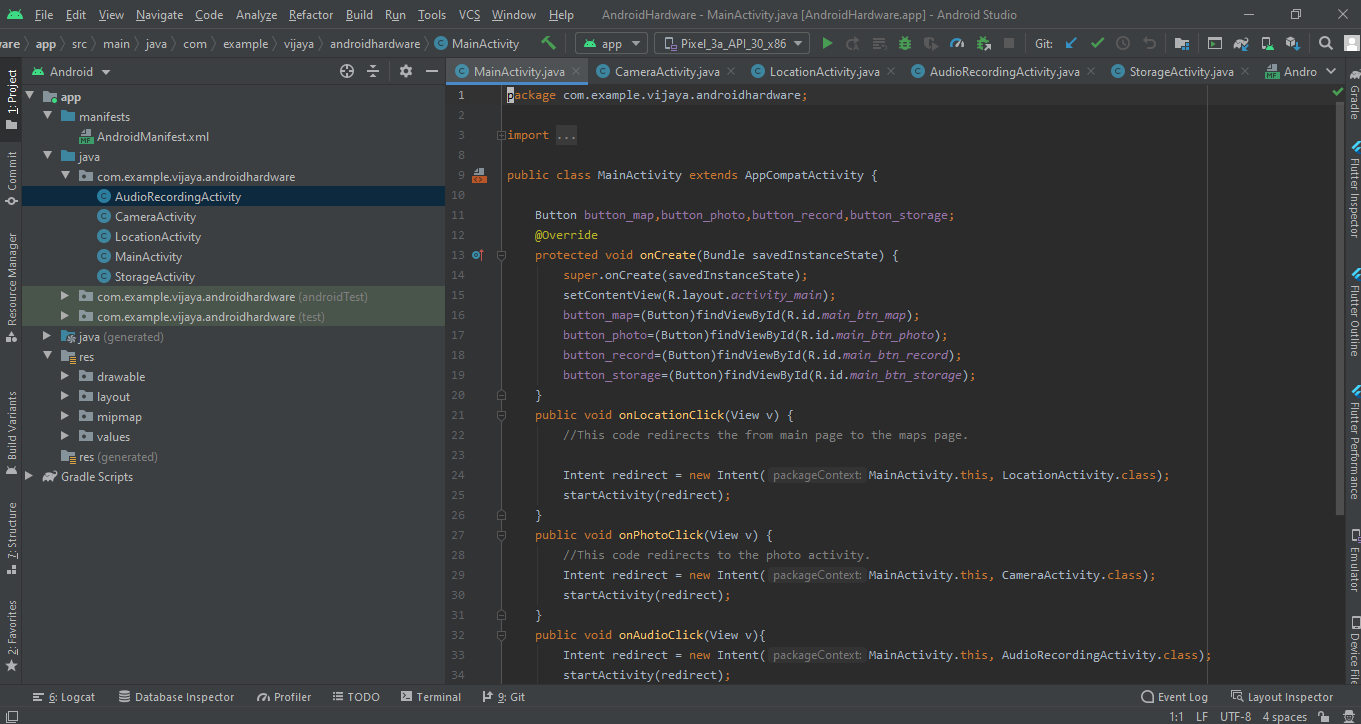 File Edit View Navigate Code Analyze Refactor Build Run Tools VCS Window Help AndroidHardware - MainActivity.java [AndroidHardware.app] - Android Studio
are app src main java com example vijaya androidhardware MainActivity app Pixel_3a_API_30_x86 Git:
1: Project
Commit
Resource Manager
Build Variants
7: Structure
2: Favorites
Android
app
manifests
AndroidManifest.xml
java
com.example.vijaya.androidhardware
AudioRecordingActivity
CameraActivity
LocationActivity
MainActivity
StorageActivity
com.example.vijaya.androidhardware (androidTest)
com.example.vijaya.androidhardware (test)
java (generated)
res
drawable
layout
mipmap
values
res (generated)
Gradle Scripts
MainActivity.java CameraActivity.java LocationActivity.java AudioRecordingActivity.java StorageActivity.java Andro
1 package com.example.vijaya.androidhardware;
2
3 import ...
8
9 public class MainActivity extends AppCompatActivity {
10
11 Button button_map,button_photo,button_record,button_storage;
12 @Override
13 protected void onCreate(Bundle savedInstanceState) {
14 super.onCreate(savedInstanceState);
15 setContentView(R.layout.activity_main);
16 button_map=(Button)findViewById(R.id.main_btn_map);
17 button_photo=(Button)findViewById(R.id.main_btn_photo);
18 button_record=(Button)findViewById(R.id.main_btn_record);
19 button_storage=(Button)findViewById(R.id.main_btn_storage);
20 }
21 public void onLocationClick(View v) {
22 //This code redirects the from main page to the maps page.
23
24 Intent redirect = new Intent( packageContext: MainActivity.this, LocationActivity.class);
25 startActivity(redirect);
26 }
27 public void onPhotoClick(View v) {
28 //This code redirects to the photo activity.
29 Intent redirect = new Intent( packageContext: MainActivity.this, CameraActivity.class);
30 startActivity(redirect);
31 }
32 public void onAudioClick(View v){
33 Intent redirect = new Intent( packageContext: MainActivity.this, AudioRecordingActivity.class);
34 startActivity(redirect);
Gradle
Flutter Inspector
Flutter Outline
Flutter Performance
Emulator
Device File
6: Logcat Database Inspector Profiler TODO Terminal 9: Git Event Log Layout Inspector
1:1 LF UTF-8 4 spaces